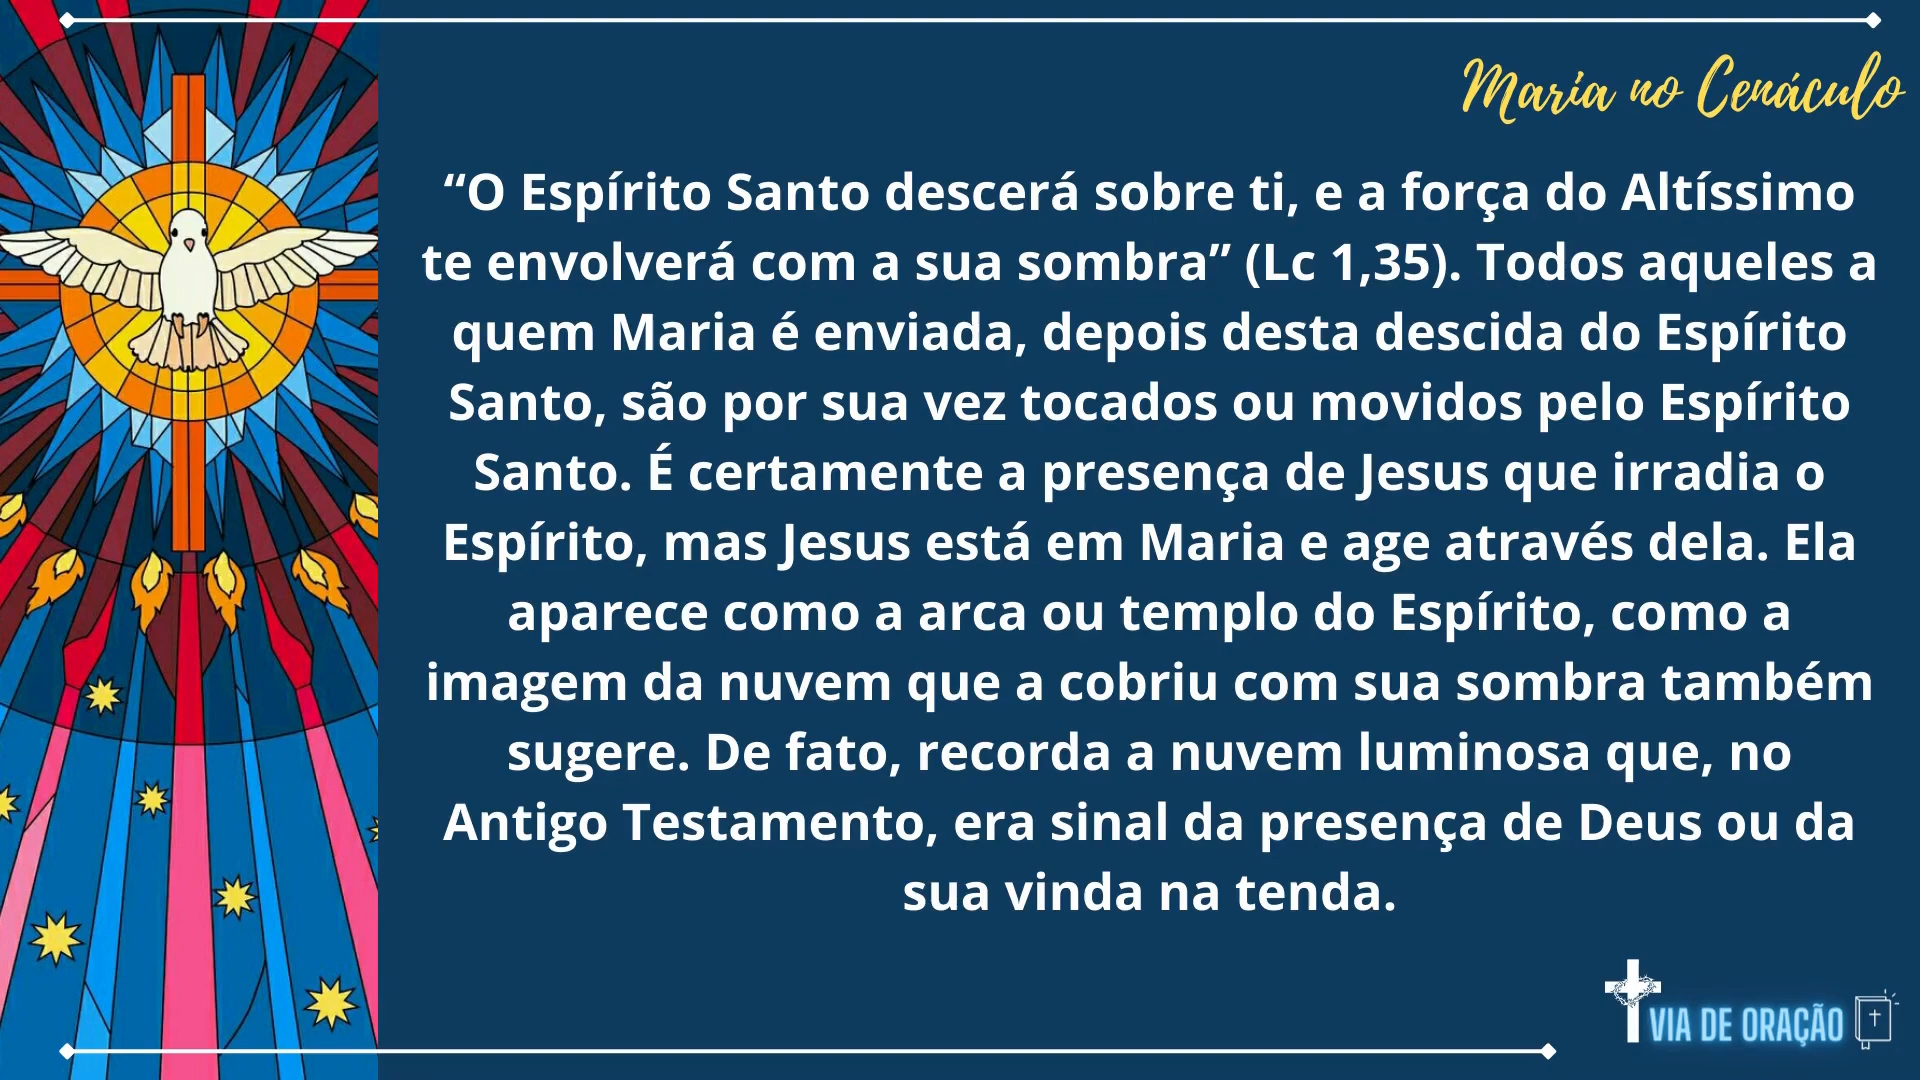 Maria no Cenáculo
“O Espírito Santo descerá sobre ti, e a força do Altíssimo
te envolverá com a sua sombra” (Lc 1,35). Todos aqueles a
quem Maria é enviada, depois desta descida do Espírito
Santo, são por sua vez tocados ou movidos pelo Espírito
Santo. É certamente a presença de Jesus que irradia o
Espírito, mas Jesus está em Maria e age através dela. Ela
aparece como a arca ou templo do Espírito, como a
imagem da nuvem que a cobriu com sua sombra também
sugere. De fato, recorda a nuvem luminosa que, no
Antigo Testamento, era sinal da presença de Deus ou da
sua vinda na tenda.
VIA DE ORAÇÃO